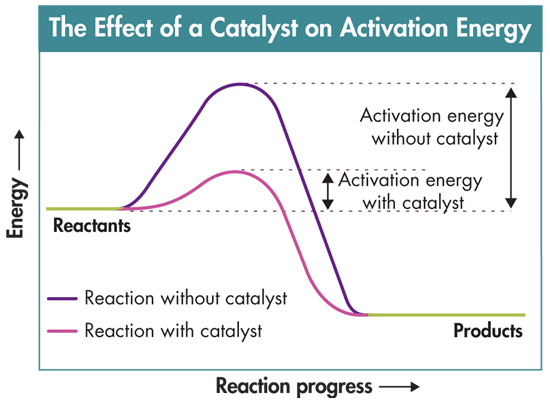 The Effect of a Catalyst on Activation Energy
Energy
Activation energy
without catalyst
Activation energy
with catalyst
Reactants
Reaction without catalyst
Reaction with catalyst
Products
Reaction progress